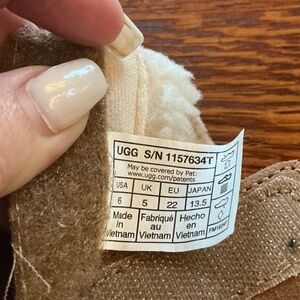 UGG S/N 1157634T
May be covered by Pat:
www.ugg.com/patents
USA UK EU JAPAN
6 5 22 13.5
Made Fabriqué Hecho
in au en
Vietnam Vietnam Vietnam